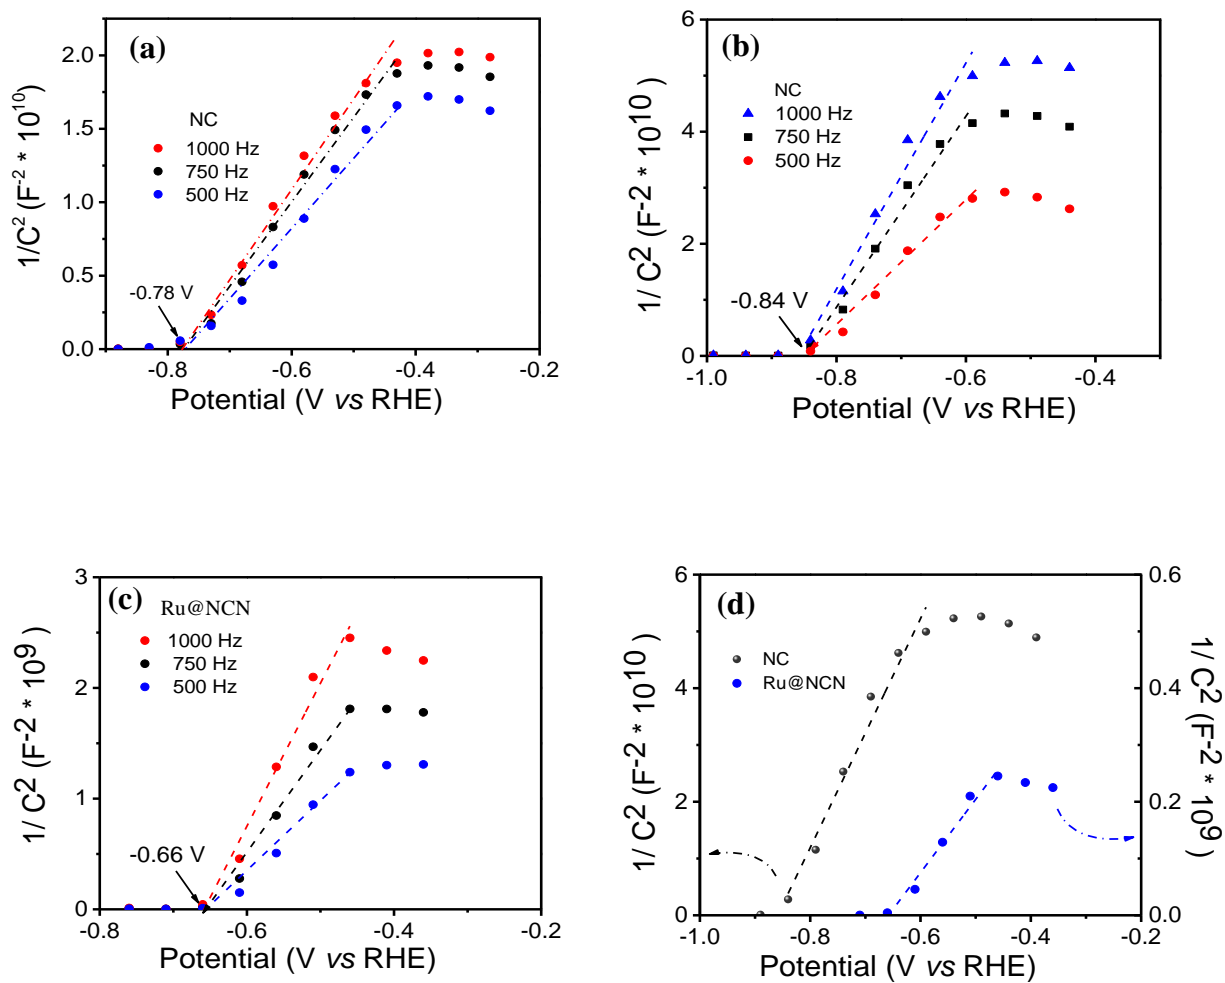 (a)
NC
1000 Hz
750 Hz
500 Hz
-0.78 V
1/C² (F⁻² * 10¹⁰)
2.0
1.5
1.0
0.5
0.0
-0.8 -0.6 -0.4 -0.2
Potential (V vs RHE)
(b)
NC
1000 Hz
750 Hz
500 Hz
-0.84 V
1/ C² (F⁻² * 10¹⁰)
6
4
2
0
-1.0 -0.8 -0.6 -0.4
Potential (V vs RHE)
(c)
Ru@NCN
1000 Hz
750 Hz
500 Hz
-0.66 V
1/ C² (F⁻² * 10⁹)
3
2
1
0
-0.8 -0.6 -0.4 -0.2
Potential (V vs RHE)
(d)
NC
Ru@NCN
1/ C² (F⁻² * 10¹⁰)
6
4
2
0
1/ C² (F⁻² * 10⁹)
0.6
0.4
0.2
0.0
-1.0 -0.8 -0.6 -0.4 -0.2
Potential (V vs RHE)